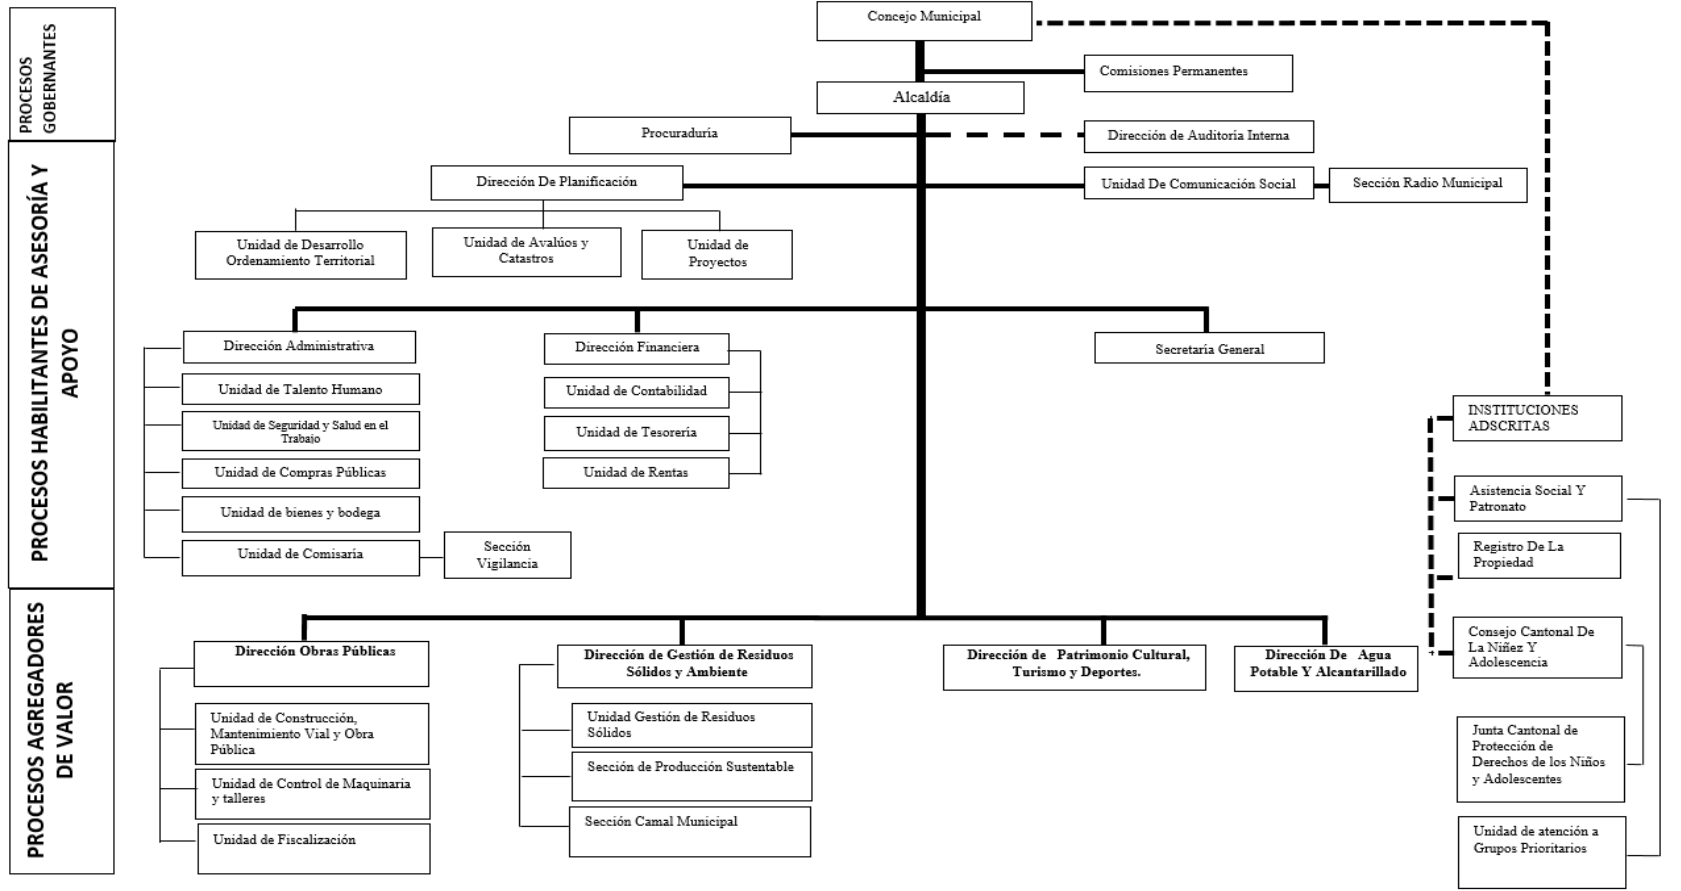 PROCESOS
GOBERNANTES
Concejo Municipal
Comisiones Permanentes
Alcaldía
PROCESOS HABILITANTES DE ASESORÍA Y
APOYO
Procuraduría
Dirección de Auditoría Interna
Dirección De Planificación
Unidad De Comunicación Social
Sección Radio Municipal
Unidad de Desarrollo
Ordenamiento Territorial
Unidad de Avalúos y
Catastros
Unidad de
Proyectos
Dirección Administrativa
Unidad de Talento Humano
Unidad de Seguridad y Salud en el
Trabajo
Unidad de Compras Públicas
Unidad de bienes y bodega
Unidad de Comisaría
Sección
Vigilancia
Dirección Financiera
Unidad de Contabilidad
Unidad de Tesorería
Unidad de Rentas
Secretaría General
INSTITUCIONES
ADSCRITAS
Asistencia Social Y
Patronato
Registro De La
Propiedad
Consejo Cantonal De
La Niñez Y
Adolescencia
Junta Cantonal de
Protección de
Derechos de los Niños
y Adolescentes
Unidad de atención a
Grupos Prioritarios
PROCESOS AGREGADORES
DE VALOR
Dirección Obras Públicas
Unidad de Construcción,
Mantenimiento Vial y Obra
Pública
Unidad de Control de Maquinaria
y talleres
Unidad de Fiscalización
Dirección de Gestión de Residuos
Sólidos y Ambiente
Unidad Gestión de Residuos
Sólidos
Sección de Producción Sustentable
Sección Camal Municipal
Dirección de Patrimonio Cultural,
Turismo y Deportes.
Dirección De Agua
Potable Y Alcantarillado